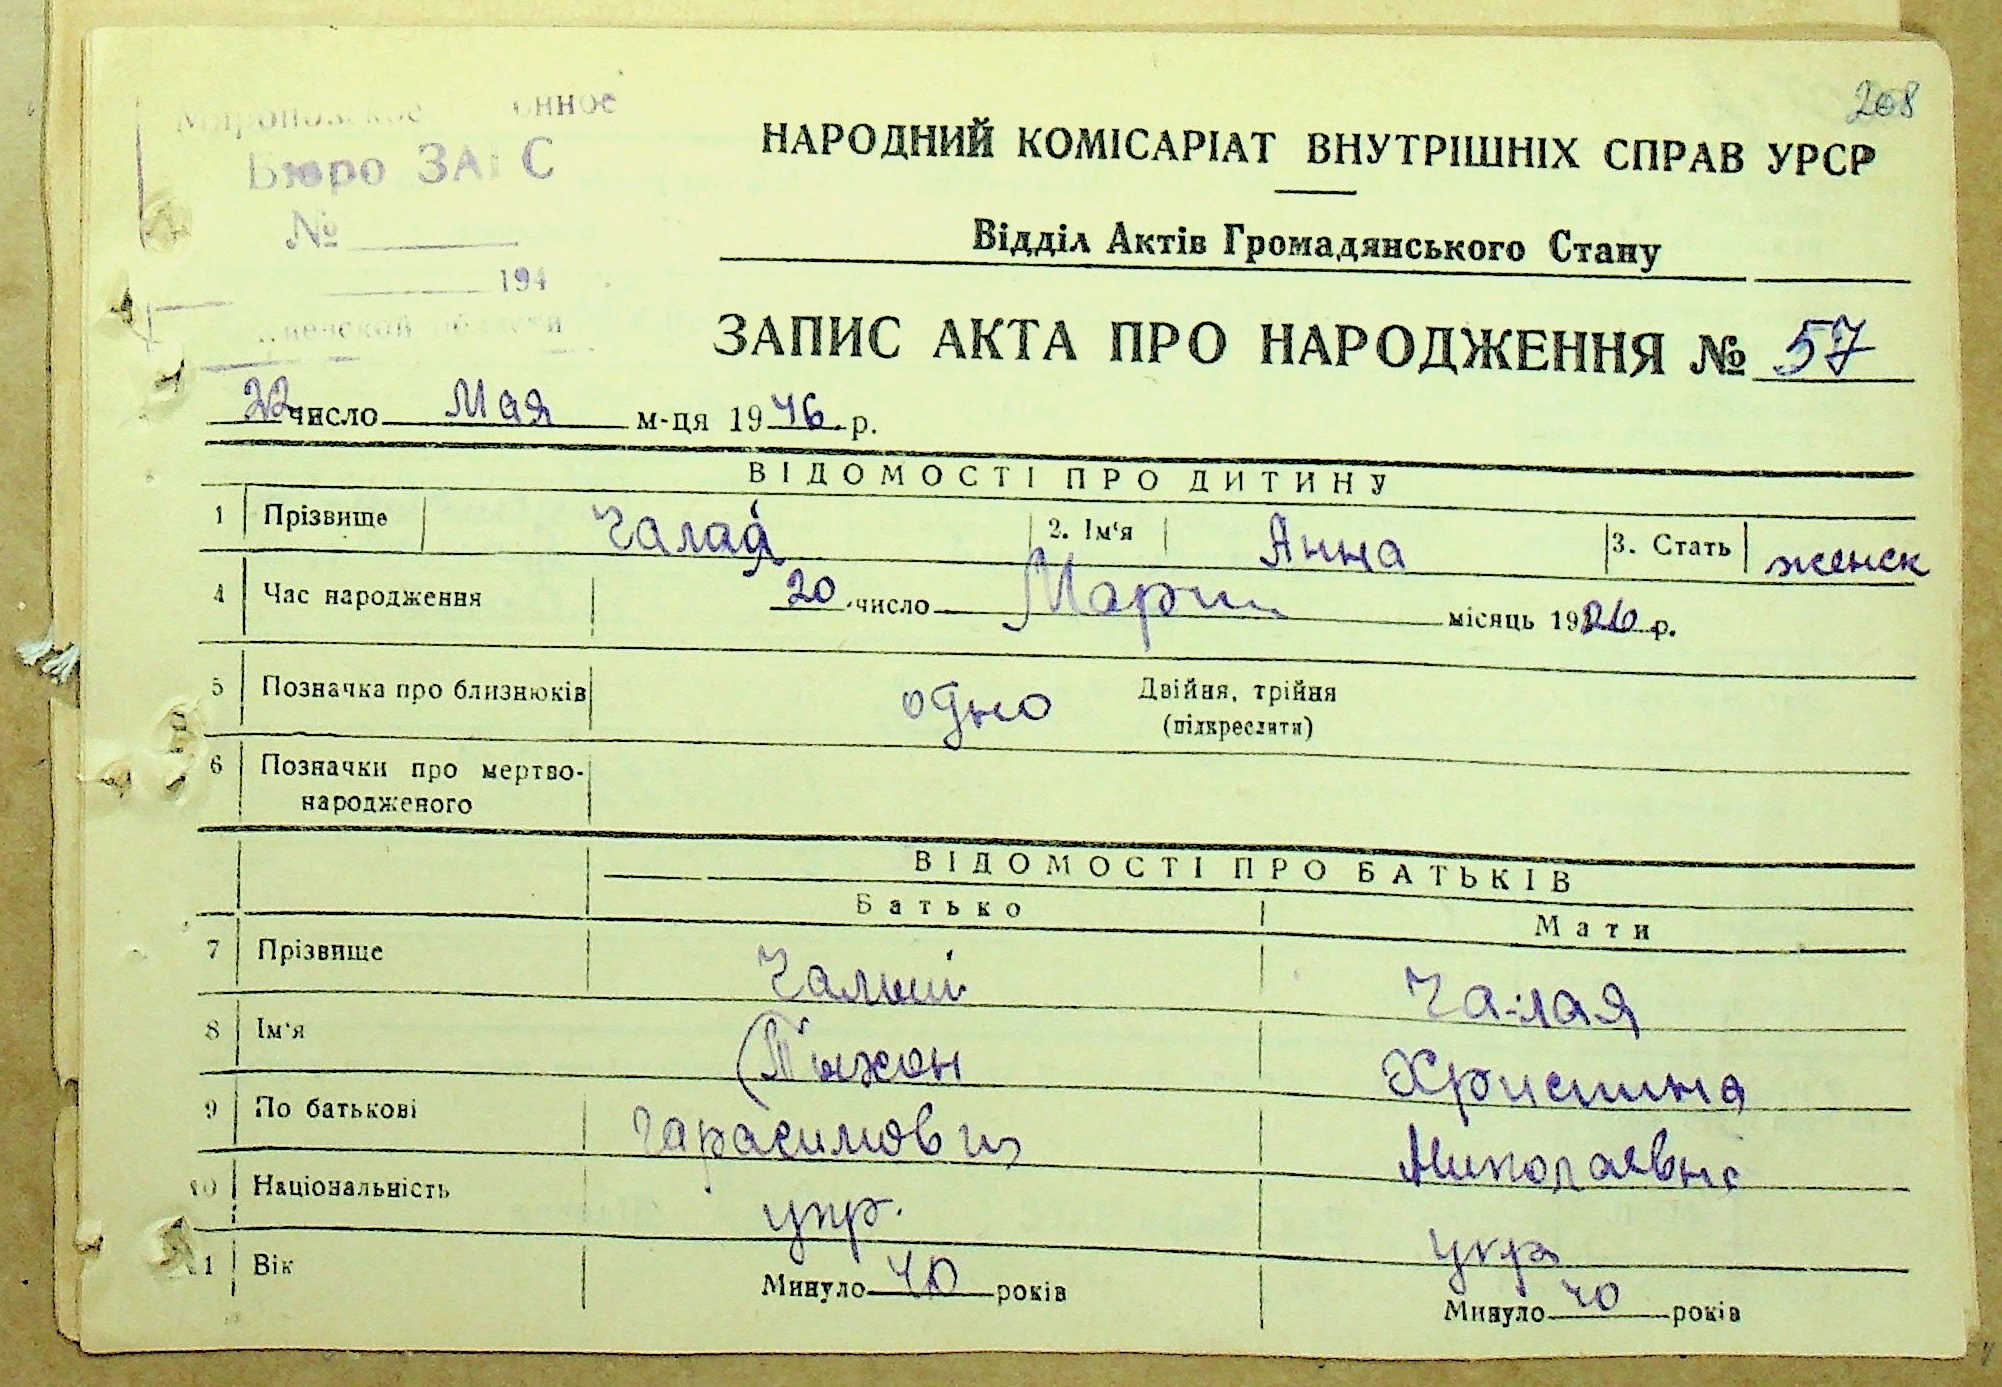 208
Бюро ЗАГС
№
194
НАРОДНИЙ КОМІСАРІАТ ВНУТРІШНІХ СПРАВ УРСР
Відділ Актів Громадянського Стану
ЗАПИС АКТА ПРО НАРОДЖЕННЯ № 57
22 число Мая м-ця 1946 р.
ВІДОМОСТІ ПРО ДИТИНУ
1 Прізвище Чалая 2. Ім'я Анна 3. Стать женск
4 Час народження 20 число місяць 1926 р.
5 Позначка про близнюків одно Двійня, трійня
(підкреслити)
6 Позначки про мертво-
народженого
ВІДОМОСТІ ПРО БАТЬКІВ
Батько Мати
7 Прізвище Чалый Чалая
8 Ім'я Тыхон Христина
9 По батькові Гарасимович Николаевна
10 Національність укр. укр
11 Вік Минуло 40 років Минуло 40 років